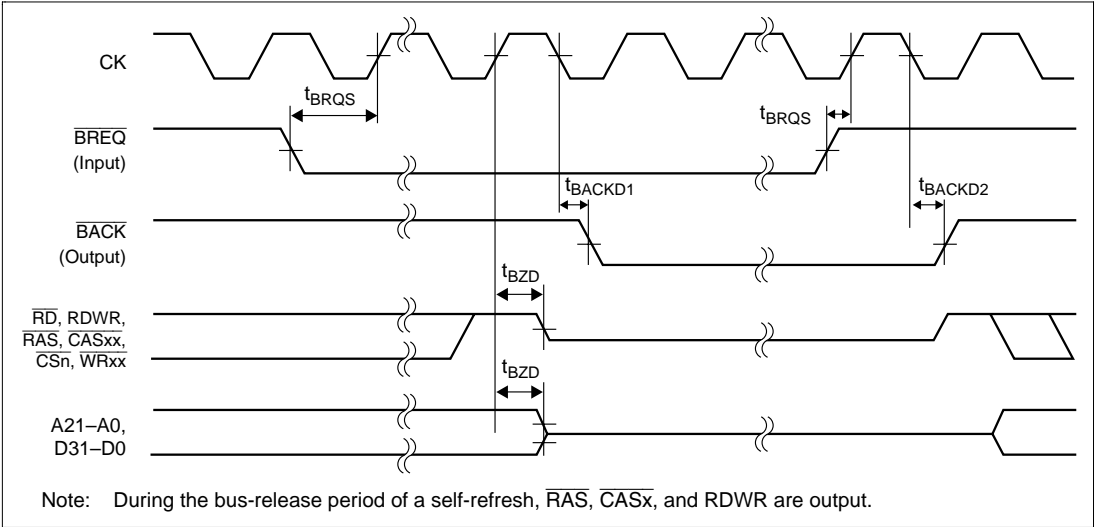 CK
tBRQS
tBRQS
BREQ
(Input)
tBACKD1
tBACKD2
BACK
(Output)
tBZD
RD, RDWR,
RAS, CASxx,
CSn, WRxx
tBZD
A21–A0,
D31–D0
Note: During the bus-release period of a self-refresh, RAS, CASx, and RDWR are output.